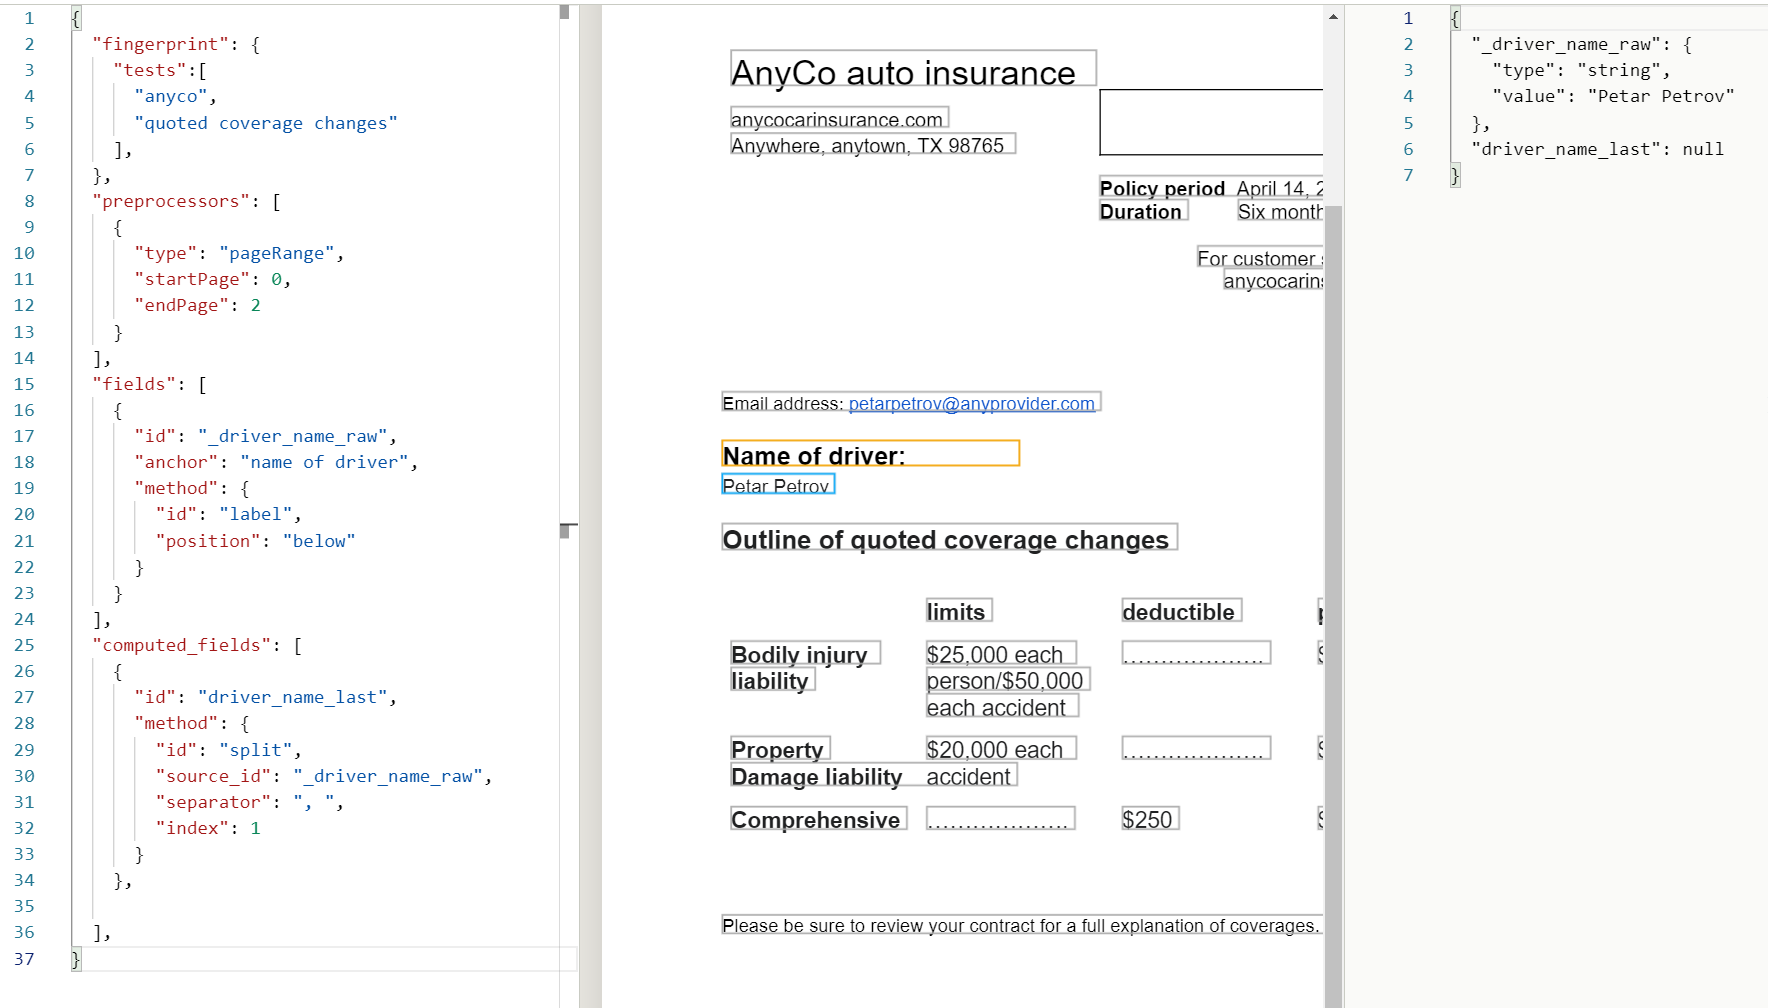 1 {
2 "fingerprint": {
3 "tests":[
4 "anyco",
5 "quoted coverage changes"
6 ],
7 },
8 "preprocessors": [
9 {
10 "type": "pageRange",
11 "startPage": 0,
12 "endPage": 2
13 }
14 ],
15 "fields": [
16 {
17 "id": "_driver_name_raw",
18 "anchor": "name of driver",
19 "method": {
20 "id": "label",
21 "position": "below"
22 }
23 }
24 ],
25 "computed_fields": [
26 {
27 "id": "driver_name_last",
28 "method": {
29 "id": "split",
30 "source_id": "_driver_name_raw",
31 "separator": ", ",
32 "index": 1
33 }
34 },
35
36 ],
37 }
AnyCo auto insurance
anycocarinsurance.com
Anywhere, anytown, TX 98765
Policy period April 14,
Duration Six month
For customer
anycocarin
Email address: petarpetrov@anyprovider.com
Name of driver:
Petar Petrov
Outline of quoted coverage changes
limits deductible
Bodily injury $25,000 each ...................
liability person/$50,000
each accident
Property $20,000 each ...................
Damage liability accident
Comprehensive ................... $250
Please be sure to review your contract for a full explanation of coverages.
1 {
2 "_driver_name_raw": {
3 "type": "string",
4 "value": "Petar Petrov"
5 },
6 "driver_name_last": null
7 }